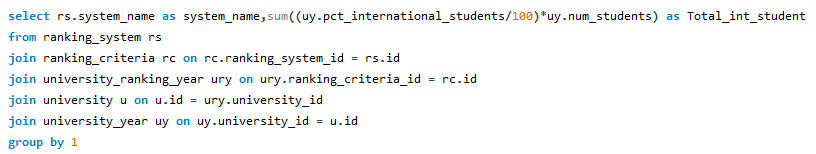 select rs.system_name as system_name,sum((uy.pct_international_students/100)*uy.num_students) as Total_int_student
from ranking_system rs
join ranking_criteria rc on rc.ranking_system_id = rs.id
join university_ranking_year ury on ury.ranking_criteria_id = rc.id
join university u on u.id = ury.university_id
join university_year uy on uy.university_id = u.id
group by 1